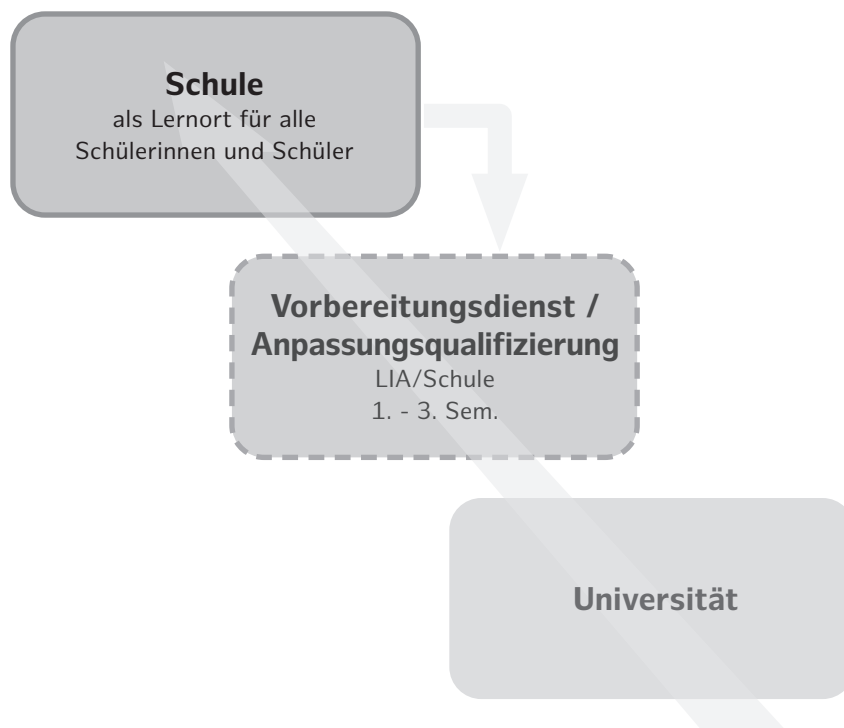 Schule
als Lernort für alle
Schülerinnen und Schüler
Vorbereitungsdienst /
Anpassungsqualifizierung
LIA/Schule
1. - 3. Sem.
Universität